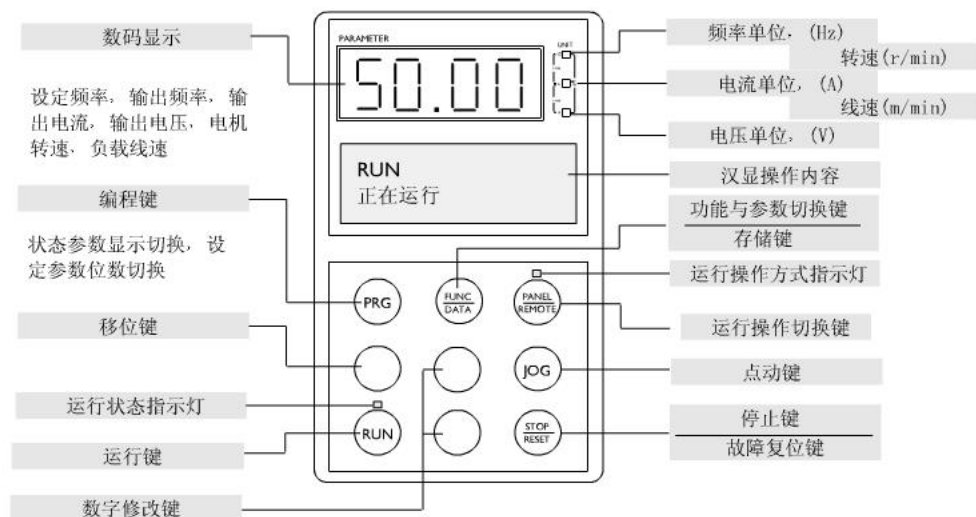 数码显示
设定频率, 输出频率, 输
出电流, 输出电压, 电机
转速, 负载线速
编程键
状态参数显示切换, 设
定参数位数切换
移位键
运行状态指示灯
运行键
数字修改键
PARAMETER
UNIT
50.00
RUN
正在运行
PRG
FUNC
DATA
PANEL
REMOTE
JOG
RUN
STOP
RESET
频率单位, (Hz)
转速(r/min)
电流单位, (A)
线速(m/min)
电压单位, (V)
汉显操作内容
功能与参数切换键
存储键
运行操作方式指示灯
运行操作切换键
点动键
停止键
故障复位键